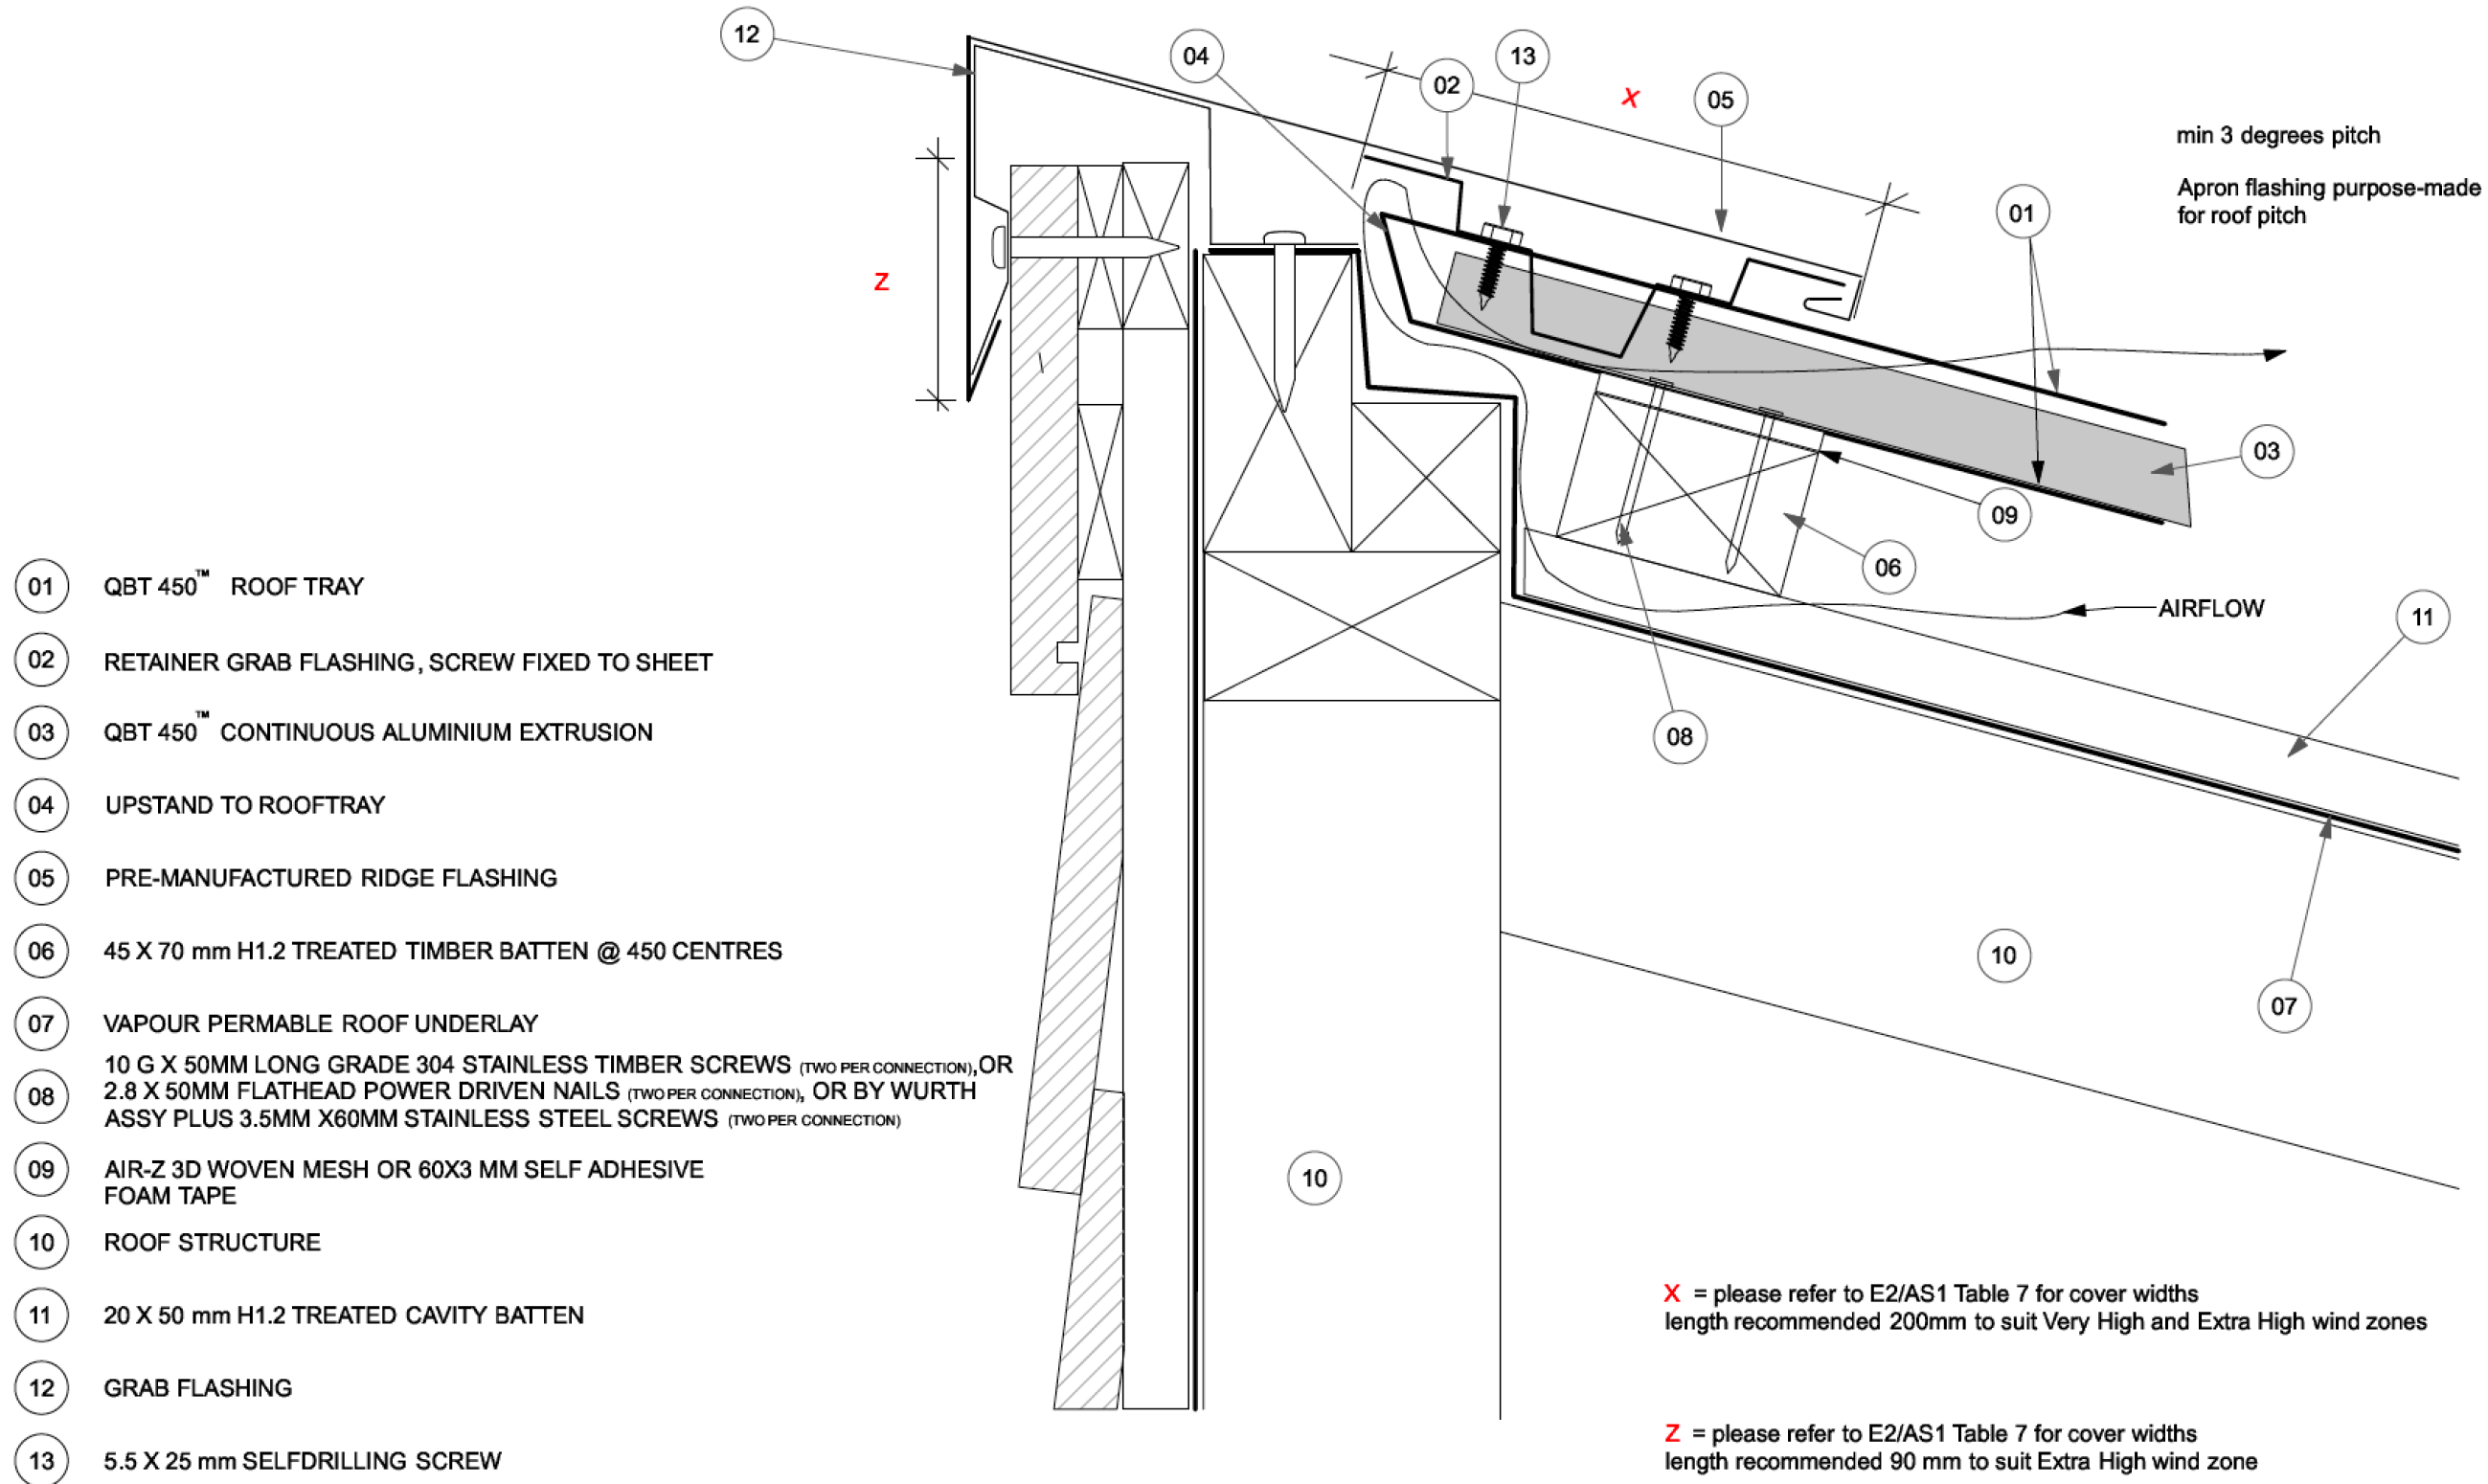 12
04
13
02
X
05
min 3 degrees pitch
Apron flashing purpose-made
for roof pitch
01
Z
03
09
06
AIRFLOW
11
08
10
07
10
01 QBT 450™ ROOF TRAY
02 RETAINER GRAB FLASHING, SCREW FIXED TO SHEET
03 QBT 450™ CONTINUOUS ALUMINIUM EXTRUSION
04 UPSTAND TO ROOFTRAY
05 PRE-MANUFACTURED RIDGE FLASHING
06 45 X 70 mm H1.2 TREATED TIMBER BATTEN @ 450 CENTRES
07 VAPOUR PERMABLE ROOF UNDERLAY
08 10 G X 50MM LONG GRADE 304 STAINLESS TIMBER SCREWS (TWO PER CONNECTION),OR
2.8 X 50MM FLATHEAD POWER DRIVEN NAILS (TWO PER CONNECTION), OR BY WURTH
ASSY PLUS 3.5MM X60MM STAINLESS STEEL SCREWS (TWO PER CONNECTION)
09 AIR-Z 3D WOVEN MESH OR 60X3 MM SELF ADHESIVE
FOAM TAPE
10 ROOF STRUCTURE
11 20 X 50 mm H1.2 TREATED CAVITY BATTEN
12 GRAB FLASHING
13 5.5 X 25 mm SELFDRILLING SCREW
X = please refer to E2/AS1 Table 7 for cover widths
length recommended 200mm to suit Very High and Extra High wind zones
Z = please refer to E2/AS1 Table 7 for cover widths
length recommended 90 mm to suit Extra High wind zone